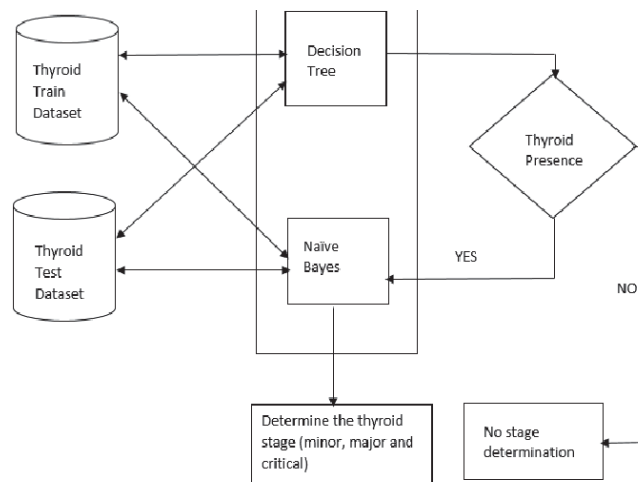 Thyroid
Train
Dataset
Decision
Tree
Thyroid
Presence
Thyroid
Test
Dataset
Naïve
Bayes
YES
NO
Determine the thyroid
stage (minor, major and
critical)
No stage
determination